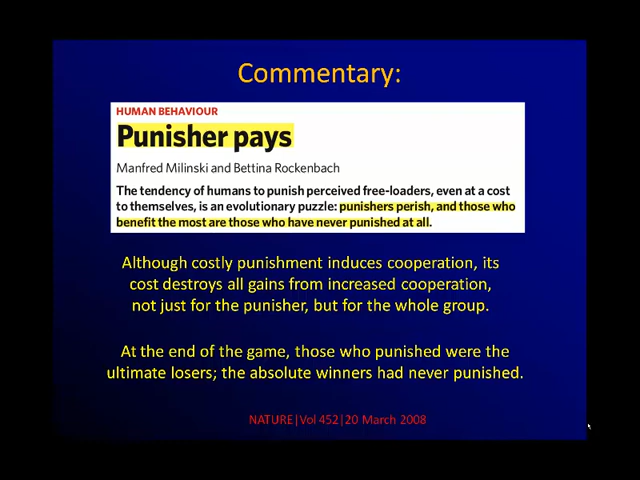 Commentary:
HUMAN BEHAVIOUR
Punisher pays
Manfred Milinski and Bettina Rockenbach
The tendency of humans to punish perceived free-loaders, even at a cost
to themselves, is an evolutionary puzzle: punishers perish, and those who
benefit the most are those who have never punished at all.
Although costly punishment induces cooperation, its
cost destroys all gains from increased cooperation,
not just for the punisher, but for the whole group.
At the end of the game, those who punished were the
ultimate losers; the absolute winners had never punished.
NATURE|Vol 452|20 March 2008